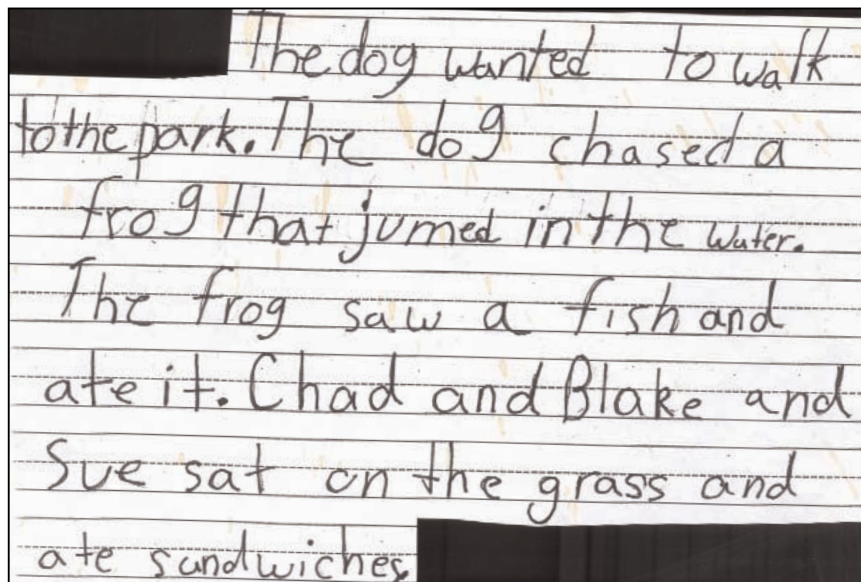 The dog wanted to walk
to the park. The dog chased a
frog that jumed in the water.
The frog saw a fish and
ate it. Chad and Blake and
Sue sat on the grass and
ate sandwiches.